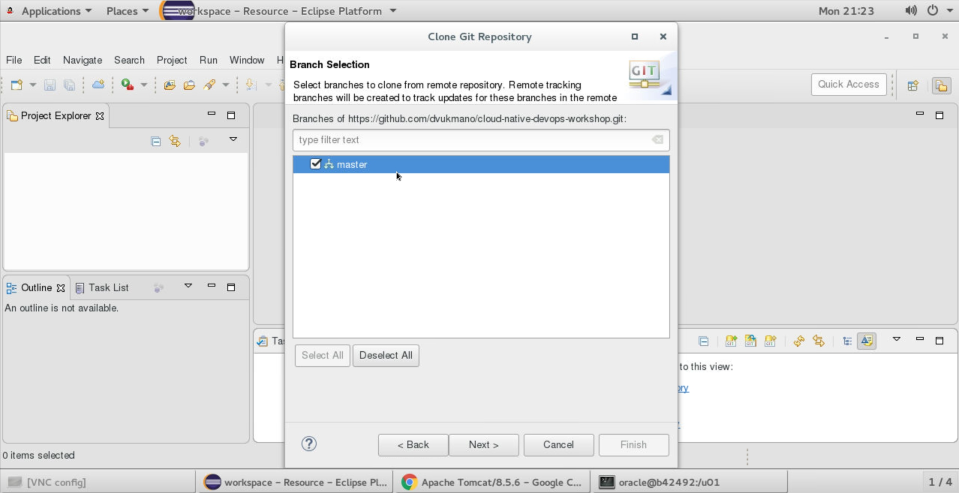 Applications Places workspace – Resource – Eclipse Platform Mon 21:23
Clone Git Repository
File Edit Navigate Search Project Run Window H
Branch Selection
GIT
Select branches to clone from remote repository. Remote tracking
branches will be created to track updates for these branches in the remote
Quick Access
Project Explorer
Branches of https://github.com/dvukmano/cloud-native-devops-workshop.git:
type filter text
master
Outline Task List
An outline is not available.
Tas
Select All Deselect All
to this view:
ory
? < Back Next > Cancel Finish
0 items selected
[VNC config] workspace – Resource – Eclipse Pl... Apache Tomcat/8.5.6 – Google C... oracle@b42492:/u01 1 / 4